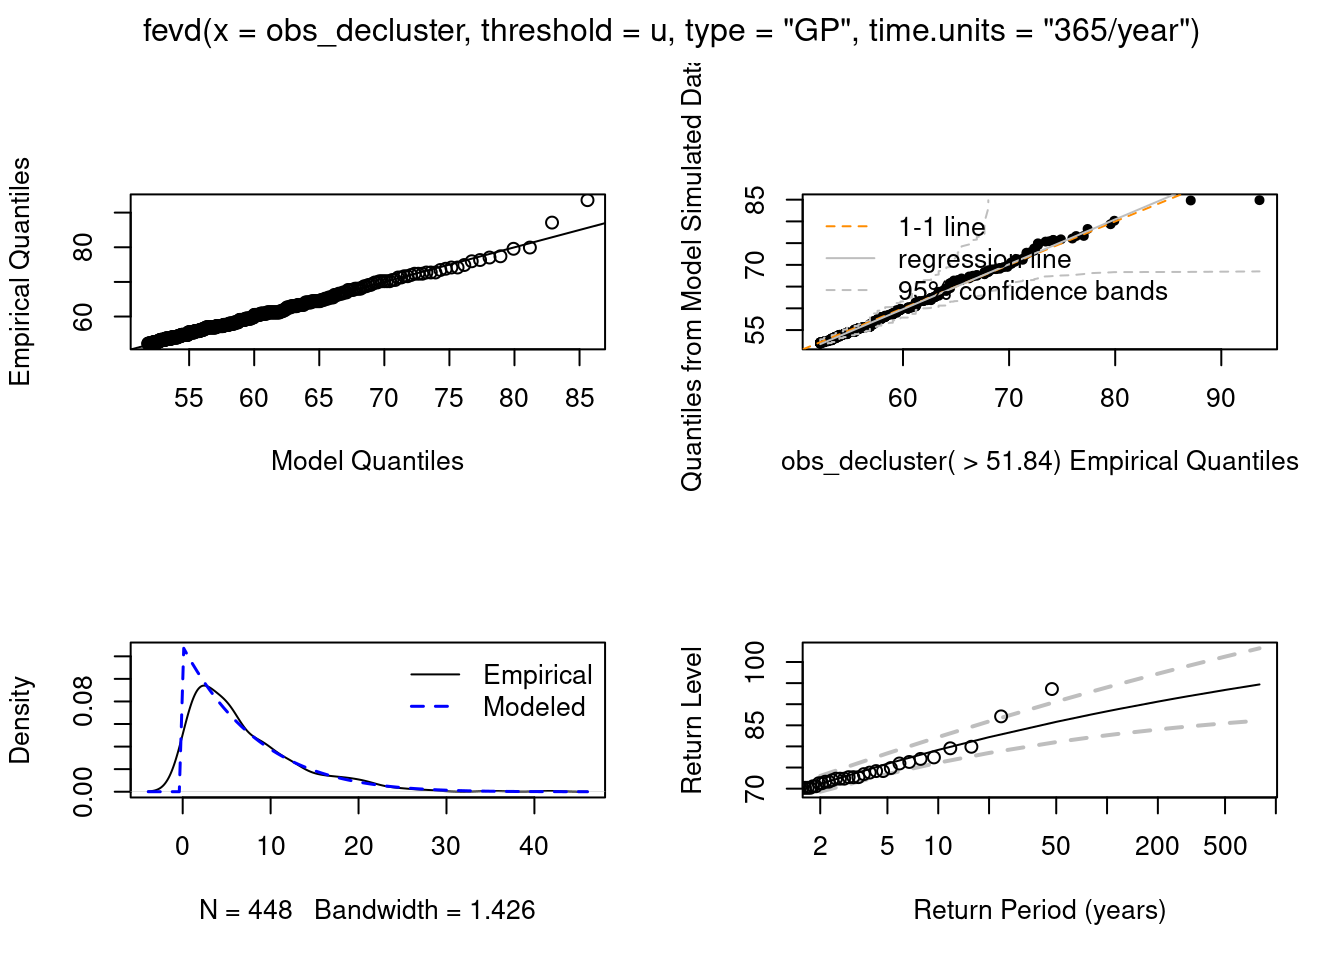 fevd(x = obs_decluster, threshold = u, type = "GP", time.units = "365/year")
Empirical Quantiles
60 80
55 60 65 70 75 80 85
Model Quantiles
Quantiles from Model Simulated Data
55 70 85
1-1 line
regression line
95% confidence bands
60 70 80 90
obs_decluster( > 51.84) Empirical Quantiles
Density
0.00 0.08
Empirical
Modeled
0 10 20 30 40
N = 448 Bandwidth = 1.426
Return Level
70 85 100
2 5 10 50 200 500
Return Period (years)